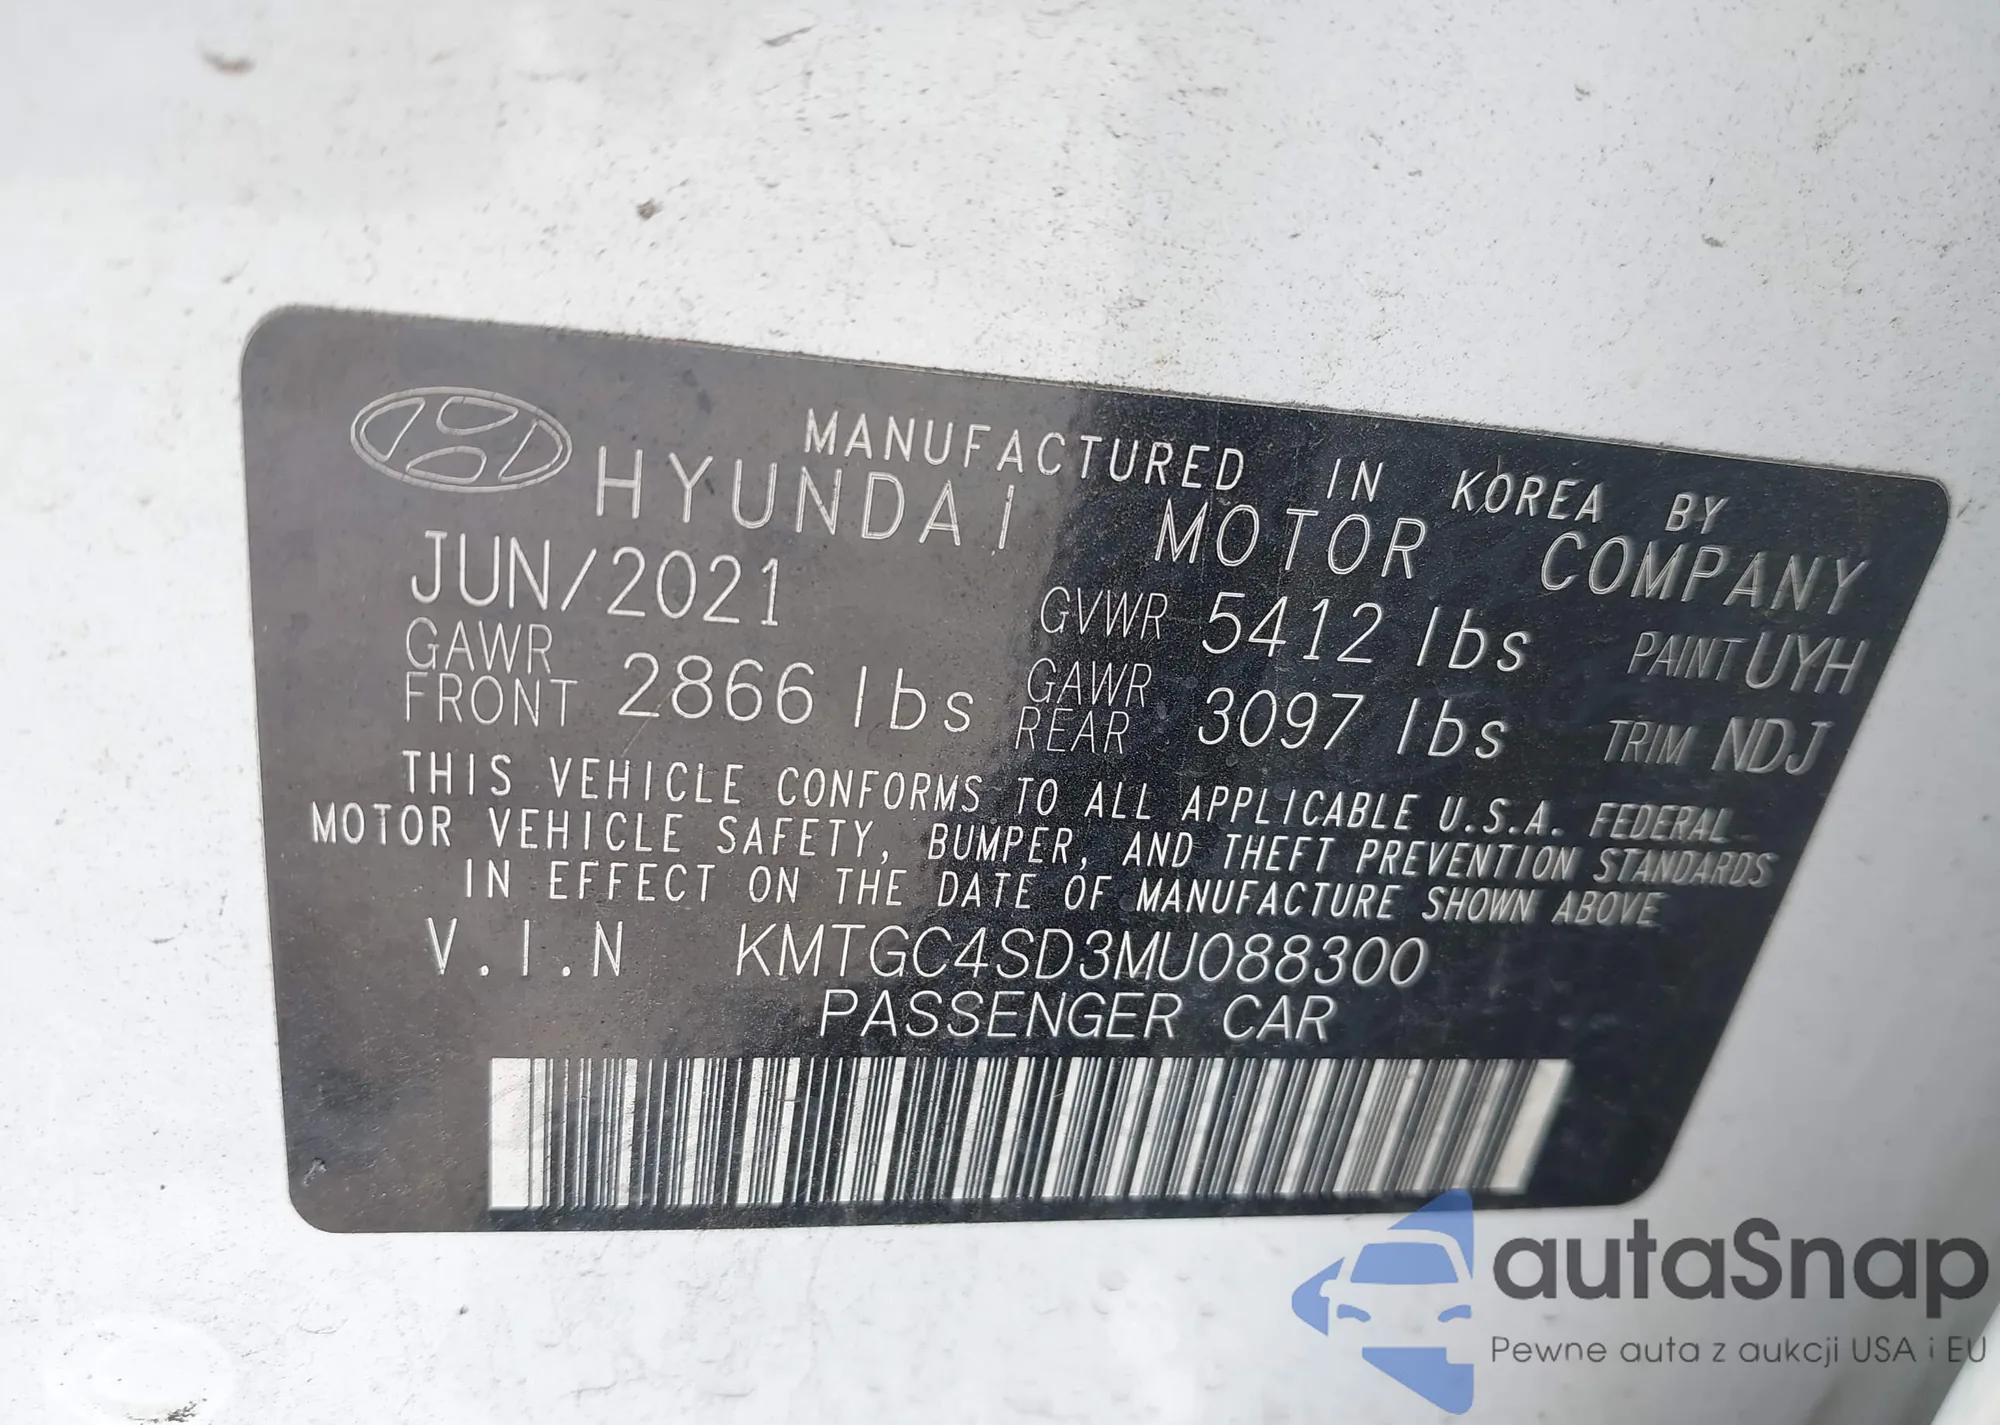 MANUFACTURED IN KOREA BY
HYUNDAI MOTOR COMPANY
JUN/2021 GVWR 5412 lbs PAINT UYH
GAWR FRONT 2866 lbs GAWR REAR 3097 lbs TRIM NDJ
THIS VEHICLE CONFORMS TO ALL APPLICABLE U.S.A. FEDERAL
MOTOR VEHICLE SAFETY, BUMPER, AND THEFT PREVENTION STANDARDS
IN EFFECT ON THE DATE OF MANUFACTURE SHOWN ABOVE
V.I.N KMTGC4SD3MU088300
PASSENGER CAR
autaSnap
Pewne auta z aukcji USA i EU